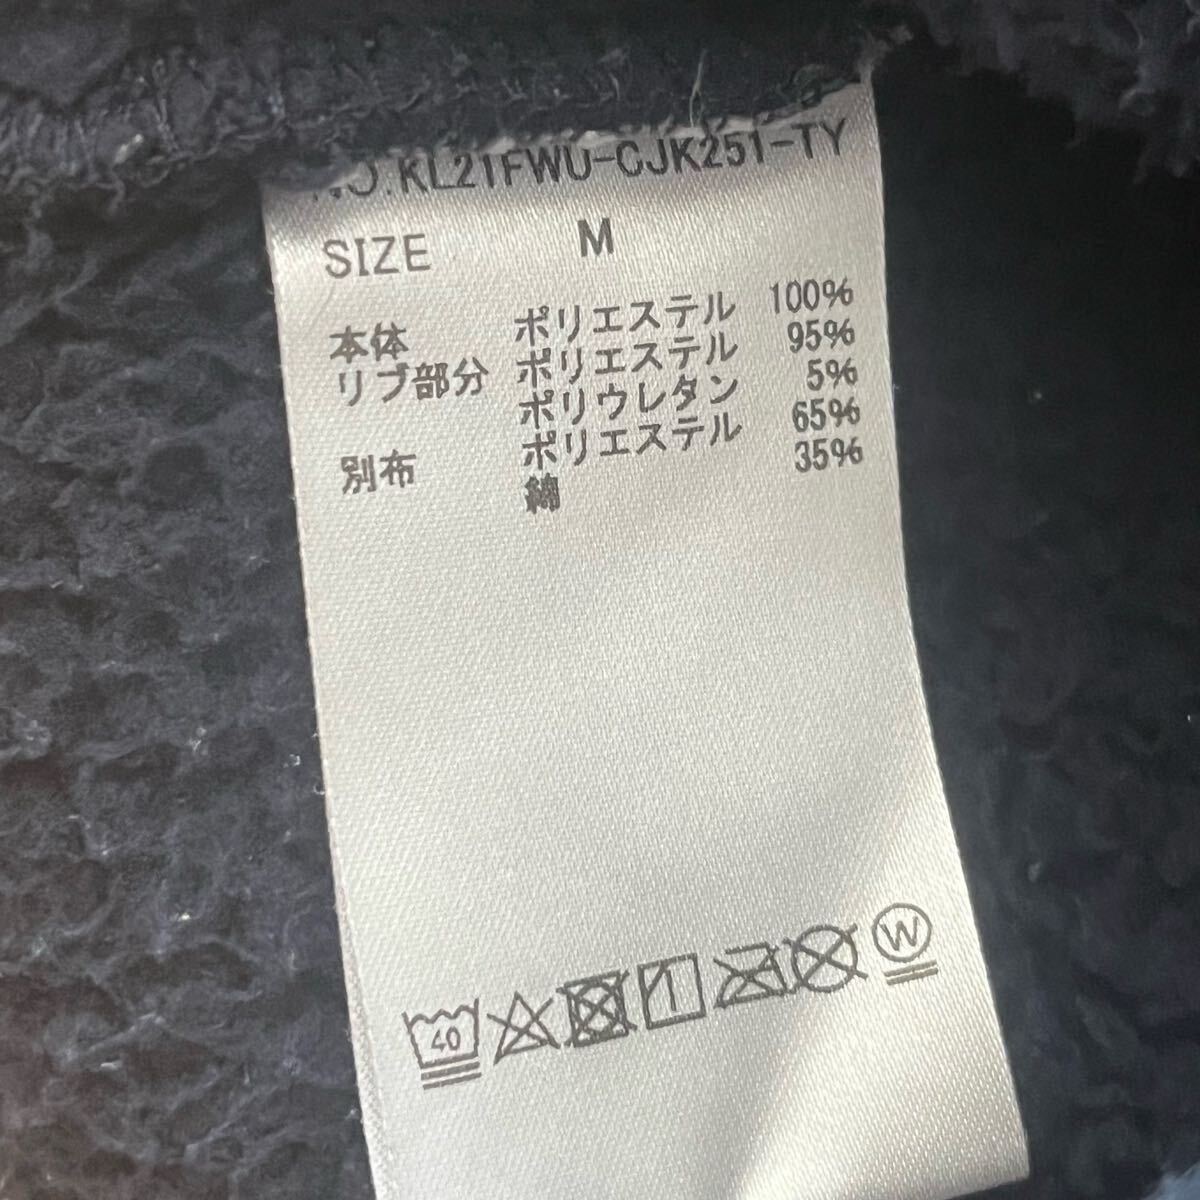 NO.KL21FWU-CJK251-TY
SIZE M
本体 ポリエステル 100%
リブ部分 ポリエステル 95%
ポリウレタン 5%
別布 ポリエステル 65%
綿 35%
40
W